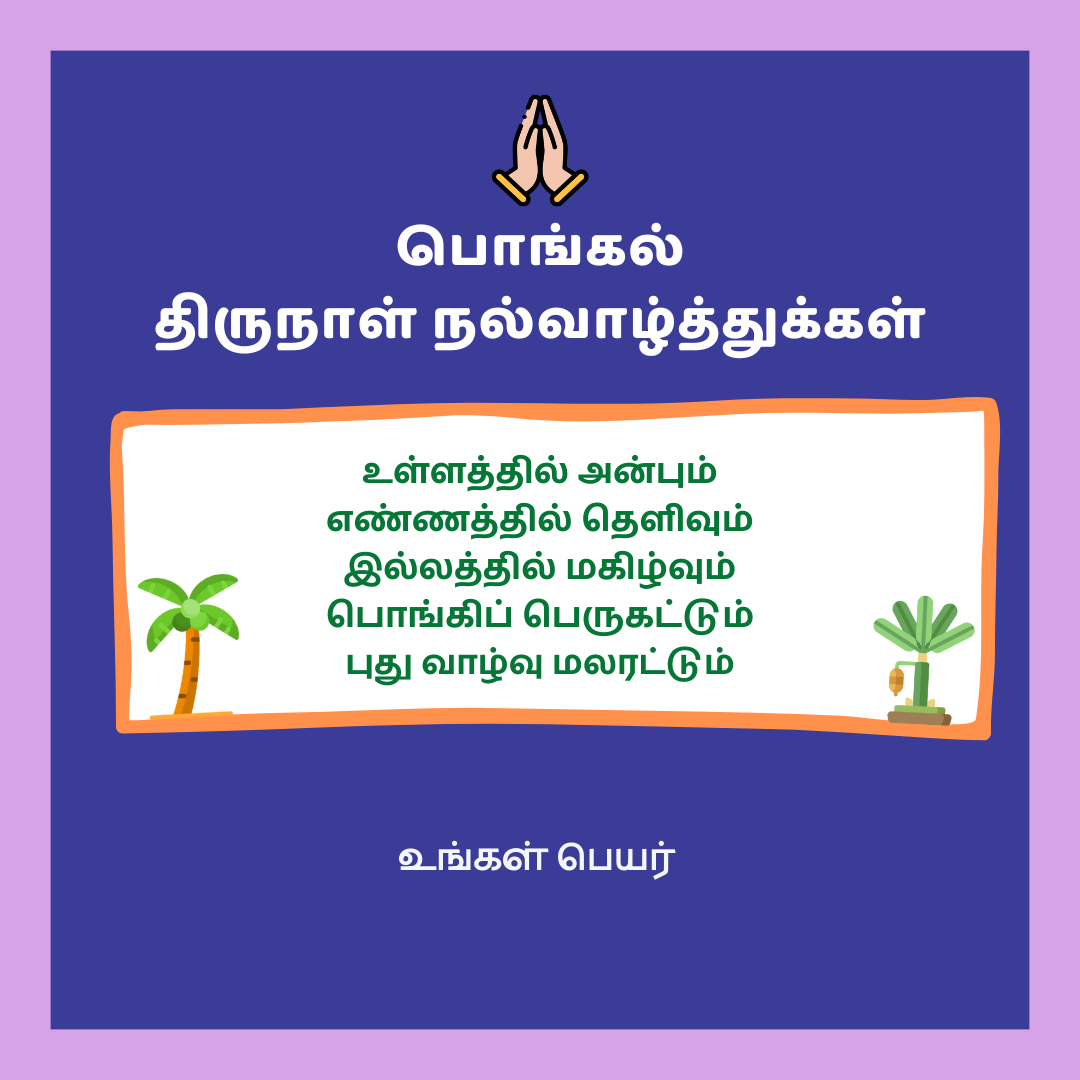 பொங்கல்
திருநாள் நல்வாழ்த்துக்கள்
உள்ளத்தில் அன்பும்
எண்ணத்தில் தெளிவும்
இல்லத்தில் மகிழ்வும்
பொங்கிப் பெருகட்டும்
புது வாழ்வு மலரட்டும்
உங்கள் பெயர்